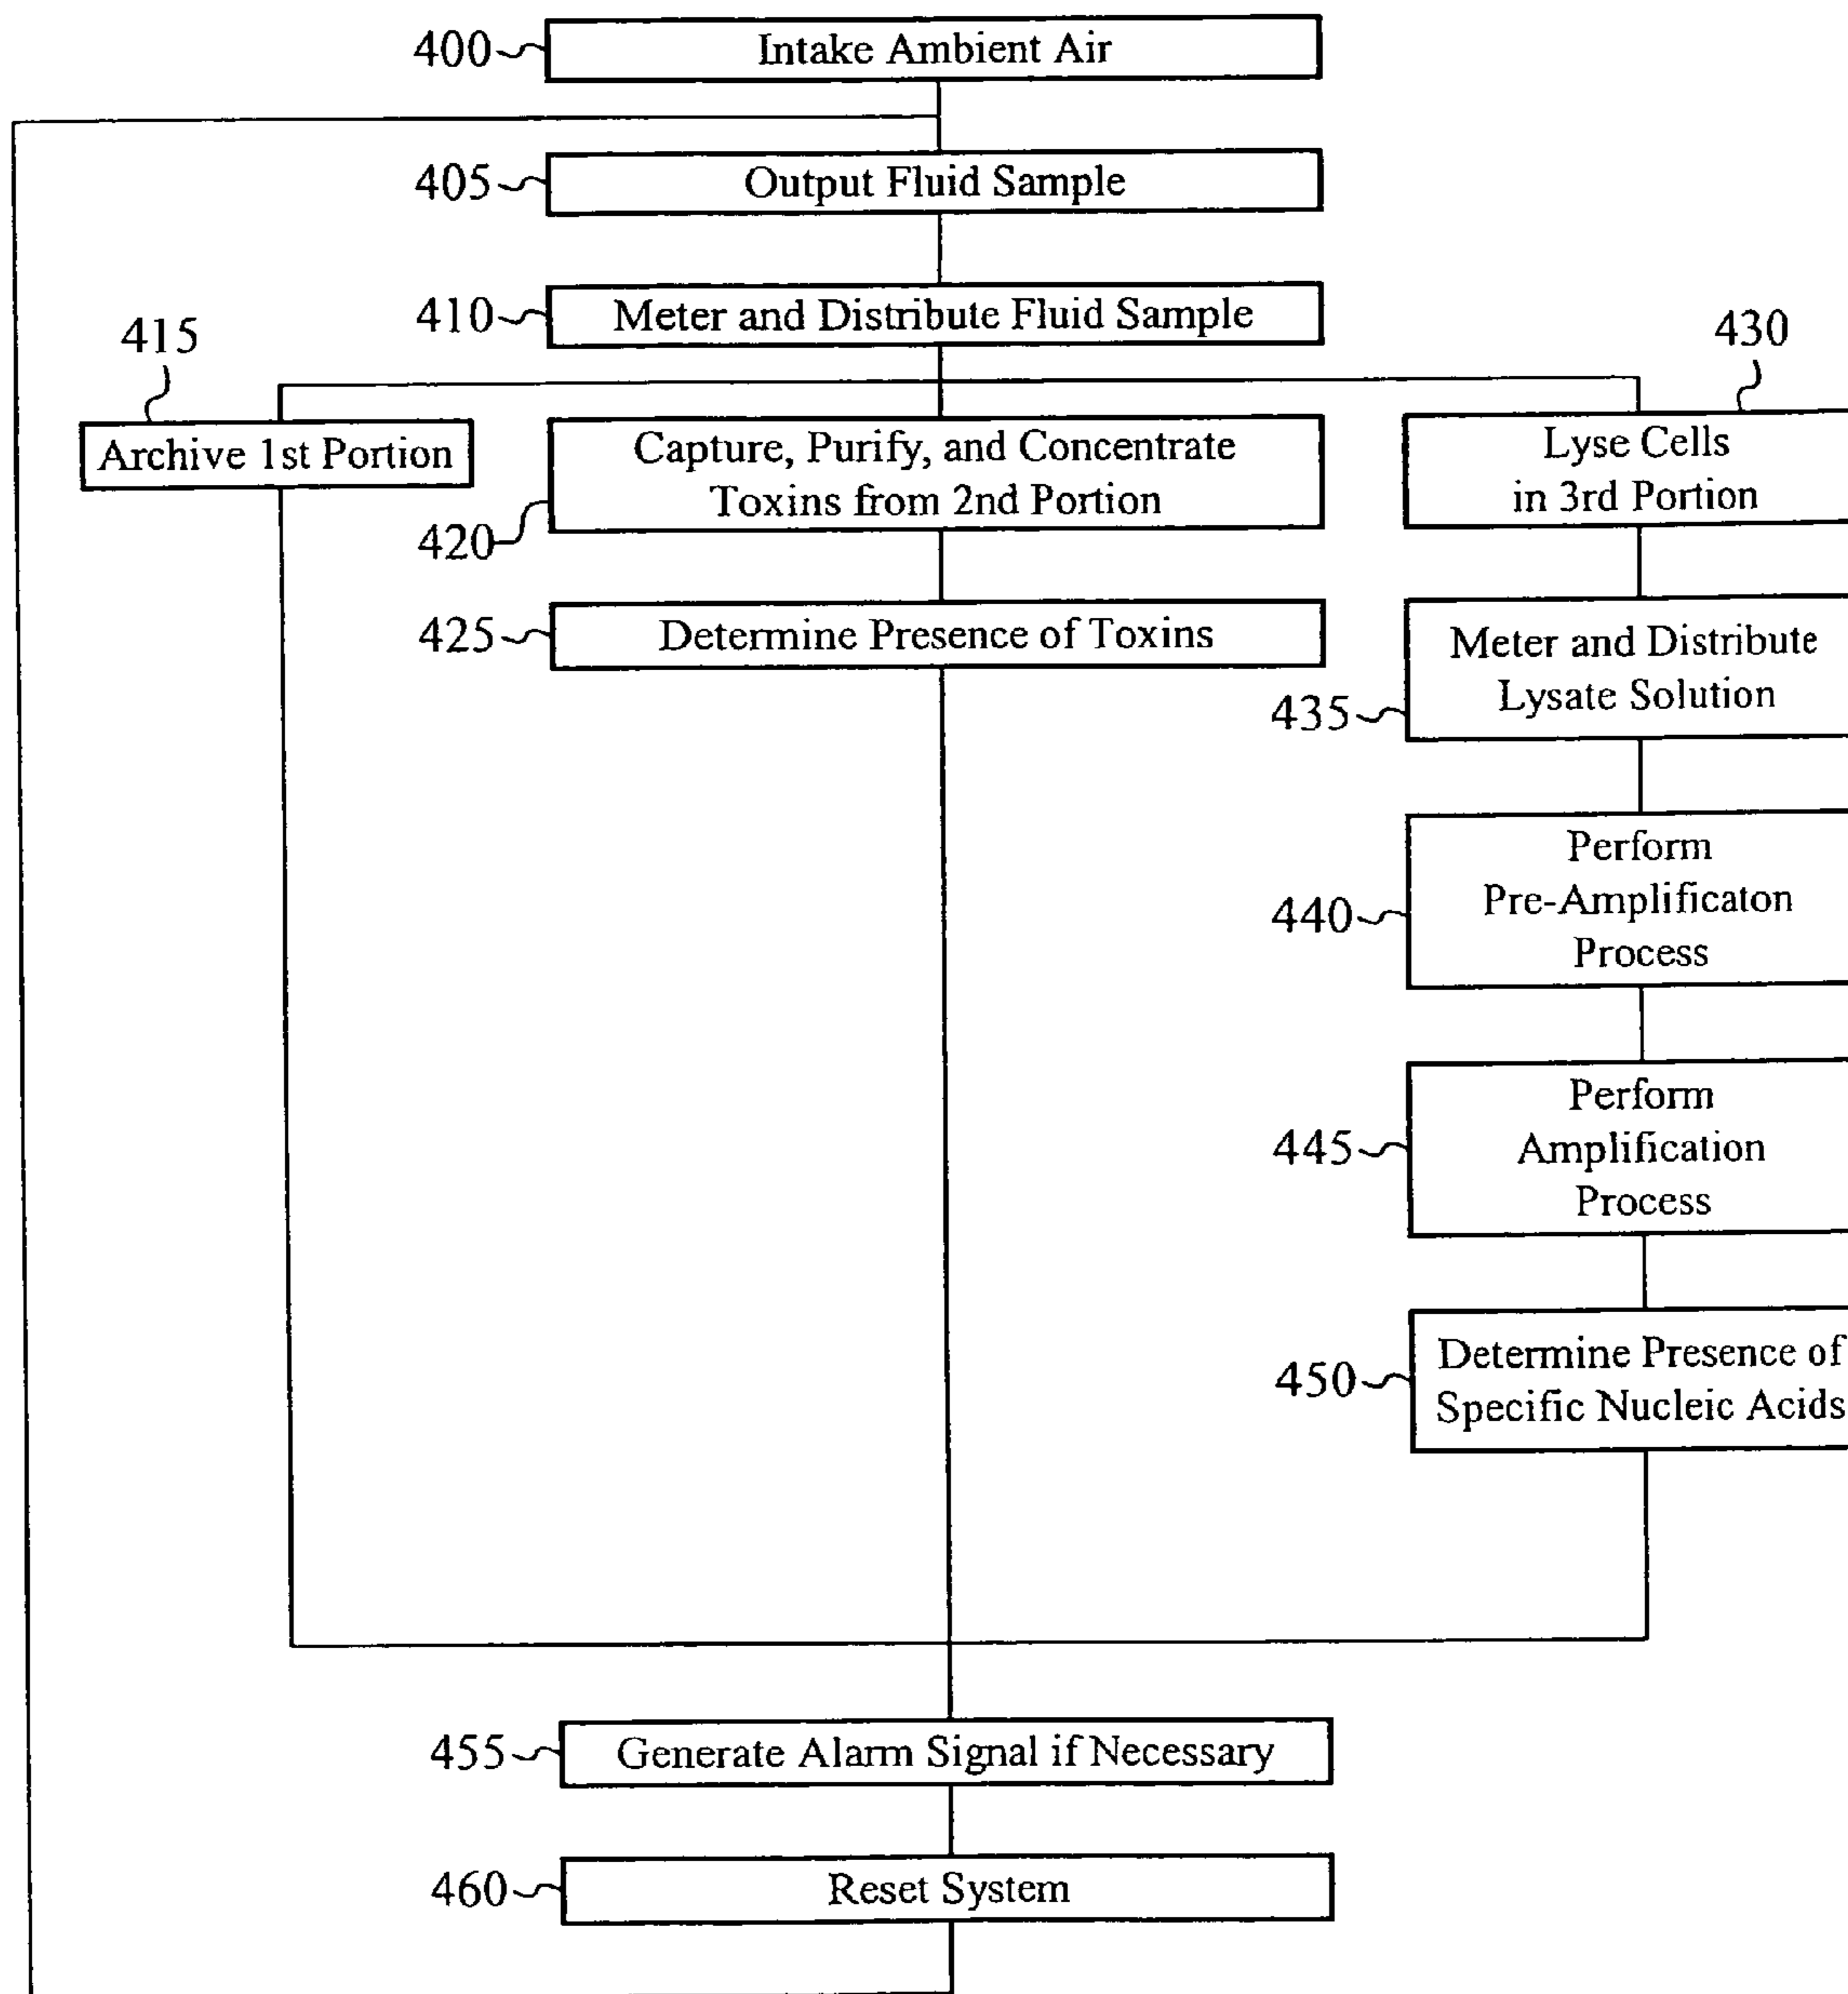 400
Intake Ambient Air
405
Output Fluid Sample
410
Meter and Distribute Fluid Sample
415
Archive 1st Portion
420
Capture, Purify, and Concentrate
Toxins from 2nd Portion
425
Determine Presence of Toxins
430
Lyse Cells
in 3rd Portion
435
Meter and Distribute
Lysate Solution
440
Perform
Pre-Amplificaton
Process
445
Perform
Amplification
Process
450
Determine Presence of
Specific Nucleic Acids
455
Generate Alarm Signal if Necessary
460
Reset System